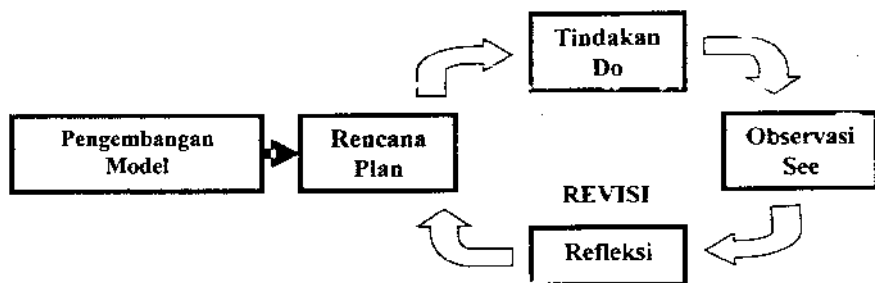 Tindakan
Do
Pengembangan
Model
Rencana
Plan
Observasi
See
REVISI
Refleksi